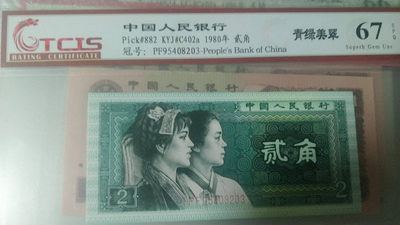 TCIS
RATING CERTIFICATE
中国人民银行
Pick#882 KYJ#C402a 1980年 贰角
冠号: PF95408203-People's Bank of China
青绿美翠
67 EPQ
Superb Gem Unc
中国人民银行
贰角
2
2